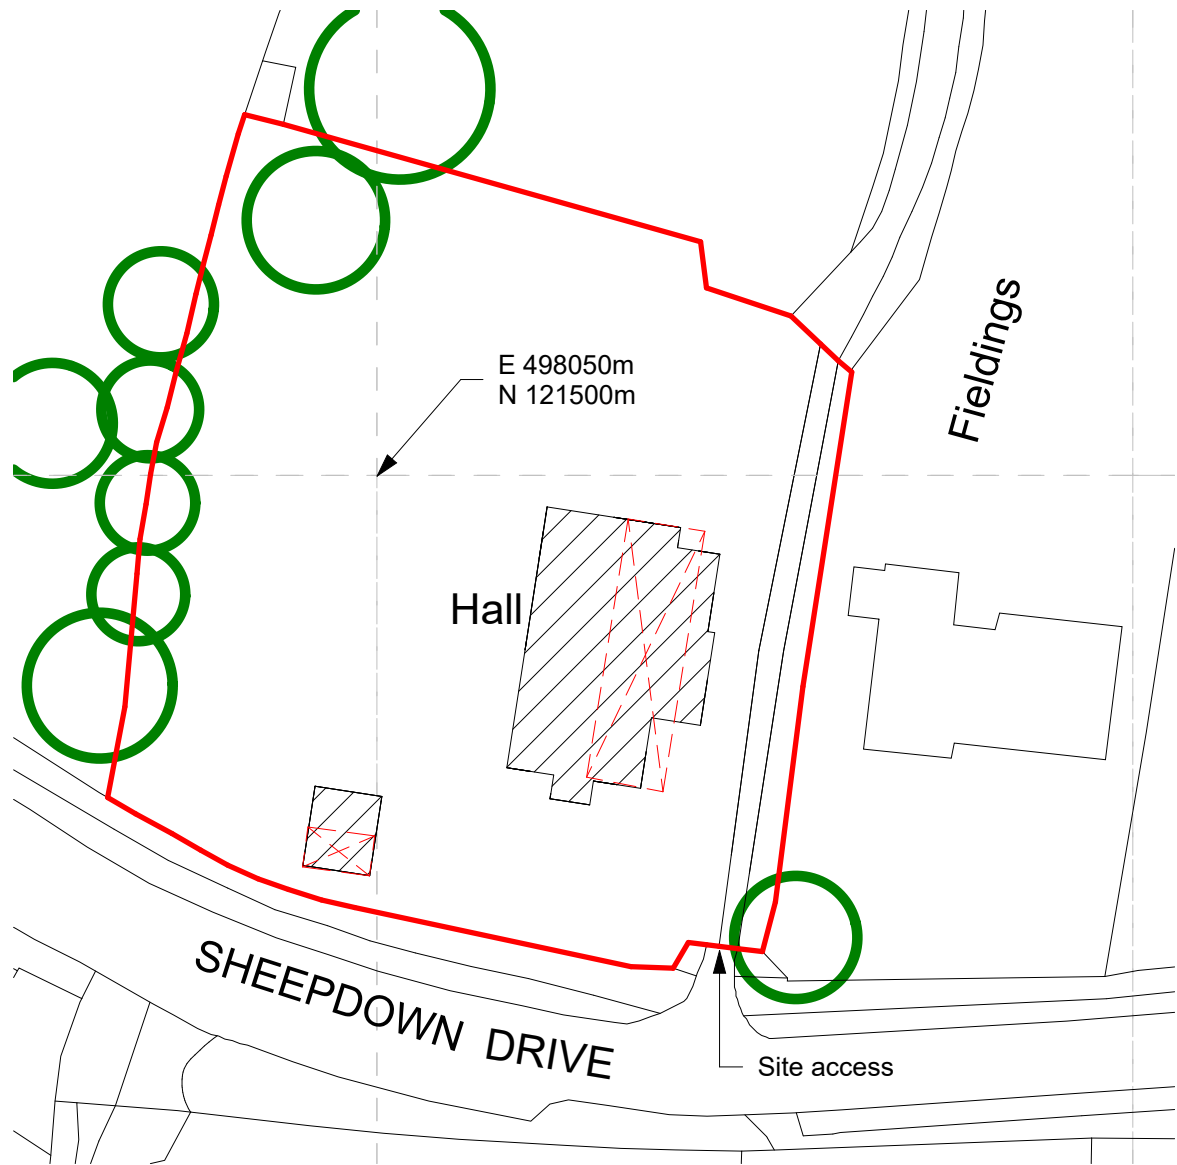 E 498050m
N 121500m
Fieldings
Hall
SHEEPDOWN DRIVE
Site access